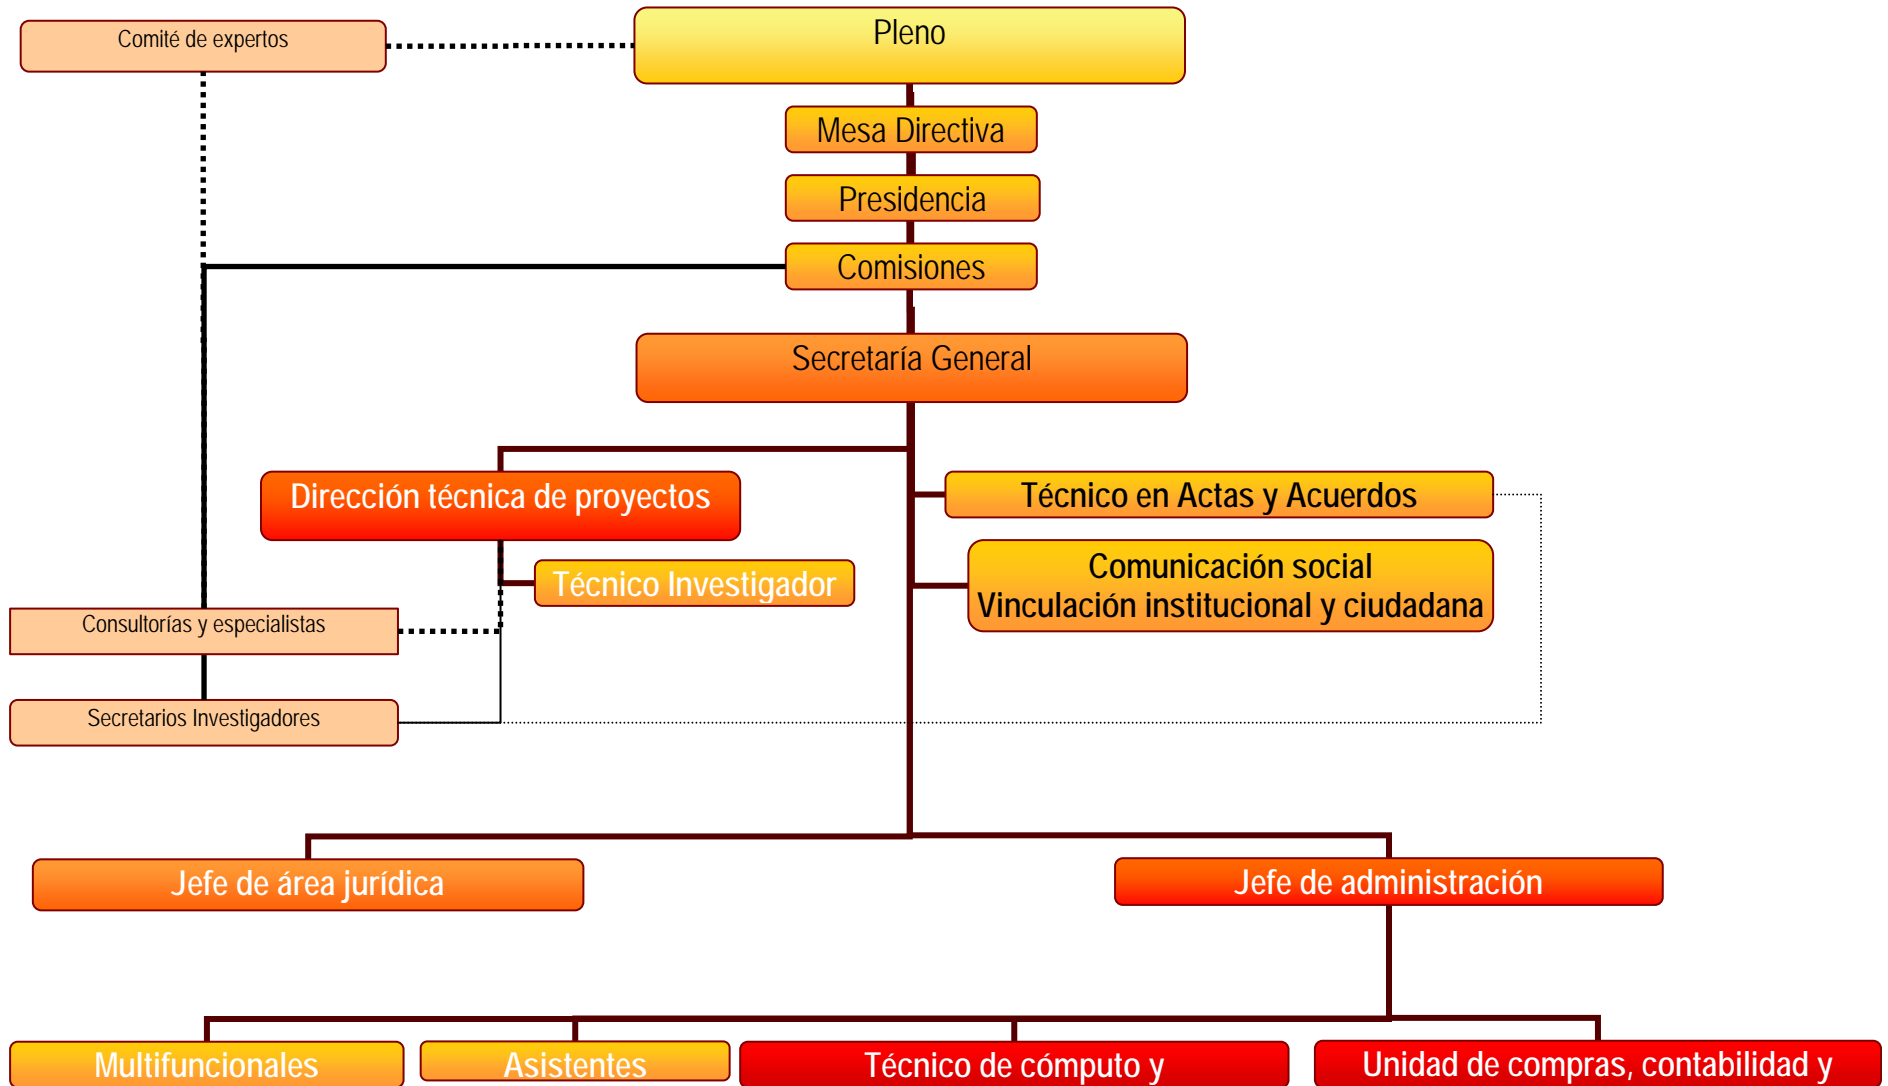 Comité de expertos
Pleno
Mesa Directiva
Presidencia
Comisiones
Secretaría General
Dirección técnica de proyectos
Técnico en Actas y Acuerdos
Técnico Investigador
Comunicación social
Vinculación institucional y ciudadana
Consultorías y especialistas
Secretarios Investigadores
Jefe de área jurídica
Jefe de administración
Multifuncionales
Asistentes
Técnico de cómputo y
Unidad de compras, contabilidad y